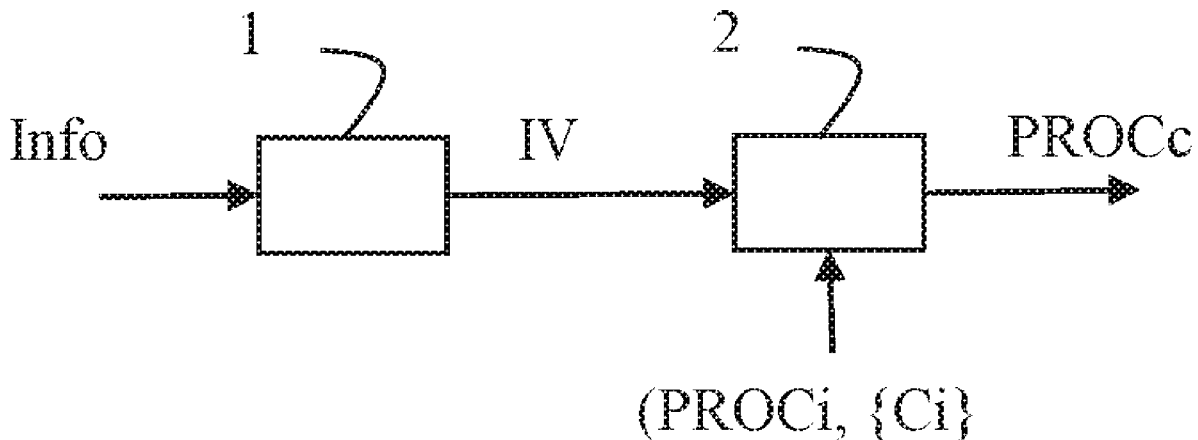 1
2
Info
IV
PROCc
(PROCi, {Ci}